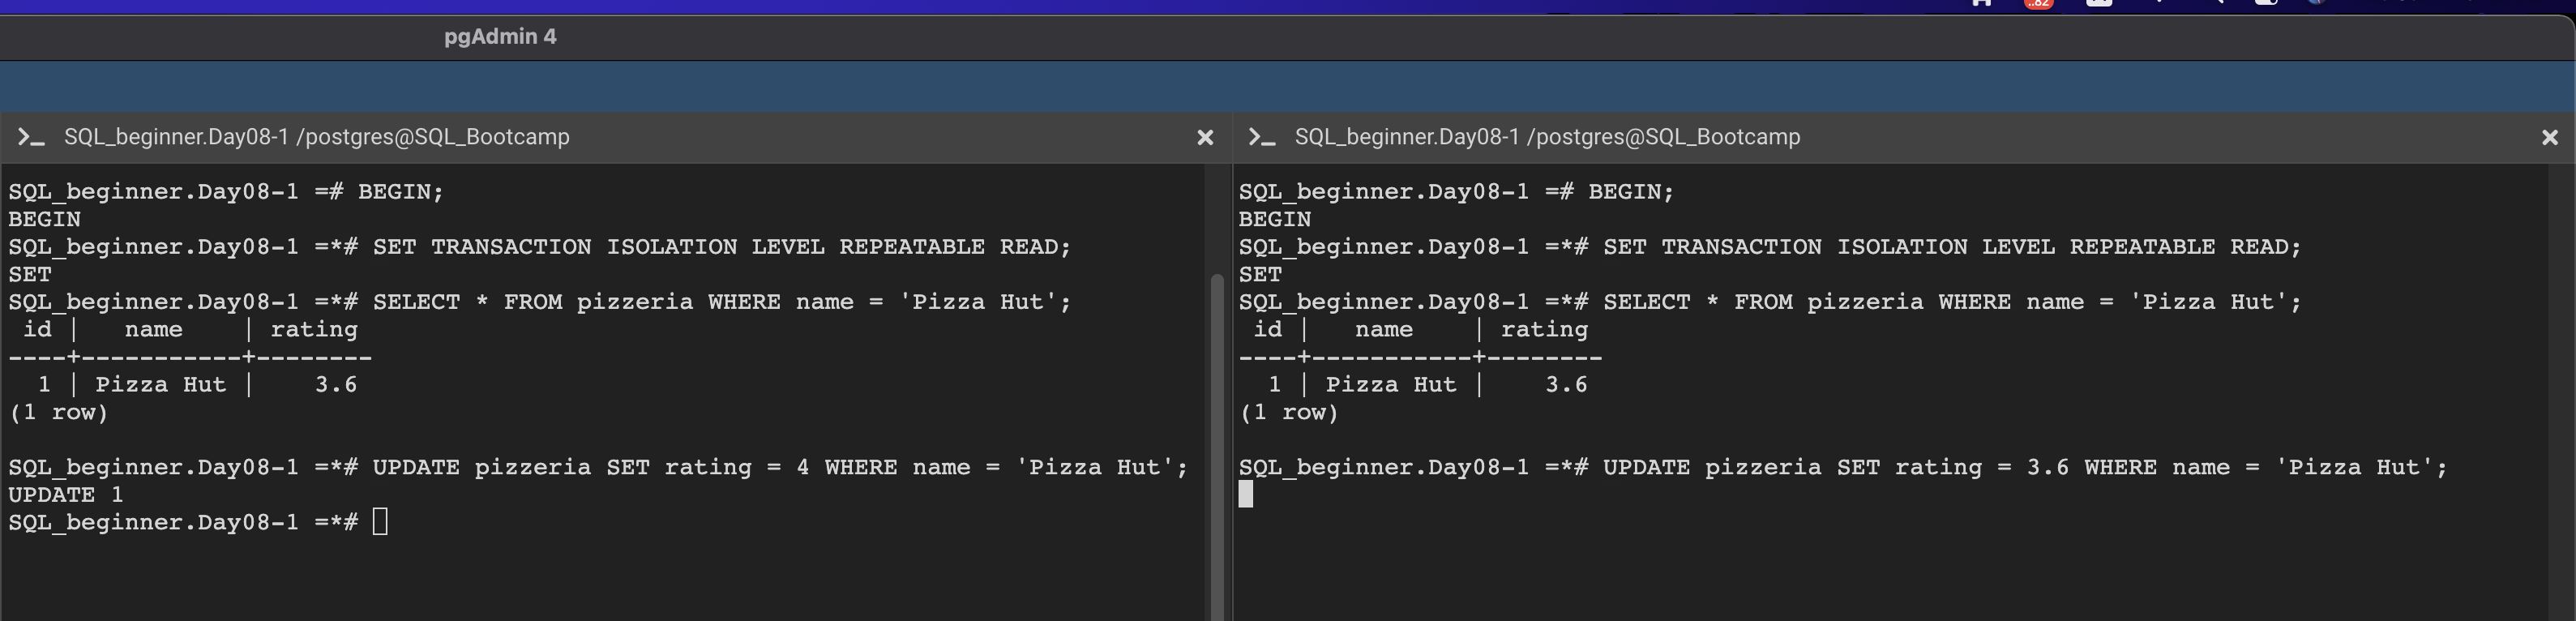 ..82
pgAdmin 4
SQL_beginner.Day08-1 /postgres@SQL_Bootcamp
SQL_beginner.Day08-1 =# BEGIN;
BEGIN
SQL_beginner.Day08-1 =*# SET TRANSACTION ISOLATION LEVEL REPEATABLE READ;
SET
SQL_beginner.Day08-1 =*# SELECT * FROM pizzeria WHERE name = 'Pizza Hut';
 id |   name    | rating
----+-----------+--------
  1 | Pizza Hut |    3.6
(1 row)
SQL_beginner.Day08-1 =*# UPDATE pizzeria SET rating = 4 WHERE name = 'Pizza Hut';
UPDATE 1
SQL_beginner.Day08-1 =*#
SQL_beginner.Day08-1 /postgres@SQL_Bootcamp
SQL_beginner.Day08-1 =# BEGIN;
BEGIN
SQL_beginner.Day08-1 =*# SET TRANSACTION ISOLATION LEVEL REPEATABLE READ;
SET
SQL_beginner.Day08-1 =*# SELECT * FROM pizzeria WHERE name = 'Pizza Hut';
 id |   name    | rating
----+-----------+--------
  1 | Pizza Hut |    3.6
(1 row)
SQL_beginner.Day08-1 =*# UPDATE pizzeria SET rating = 3.6 WHERE name = 'Pizza Hut';